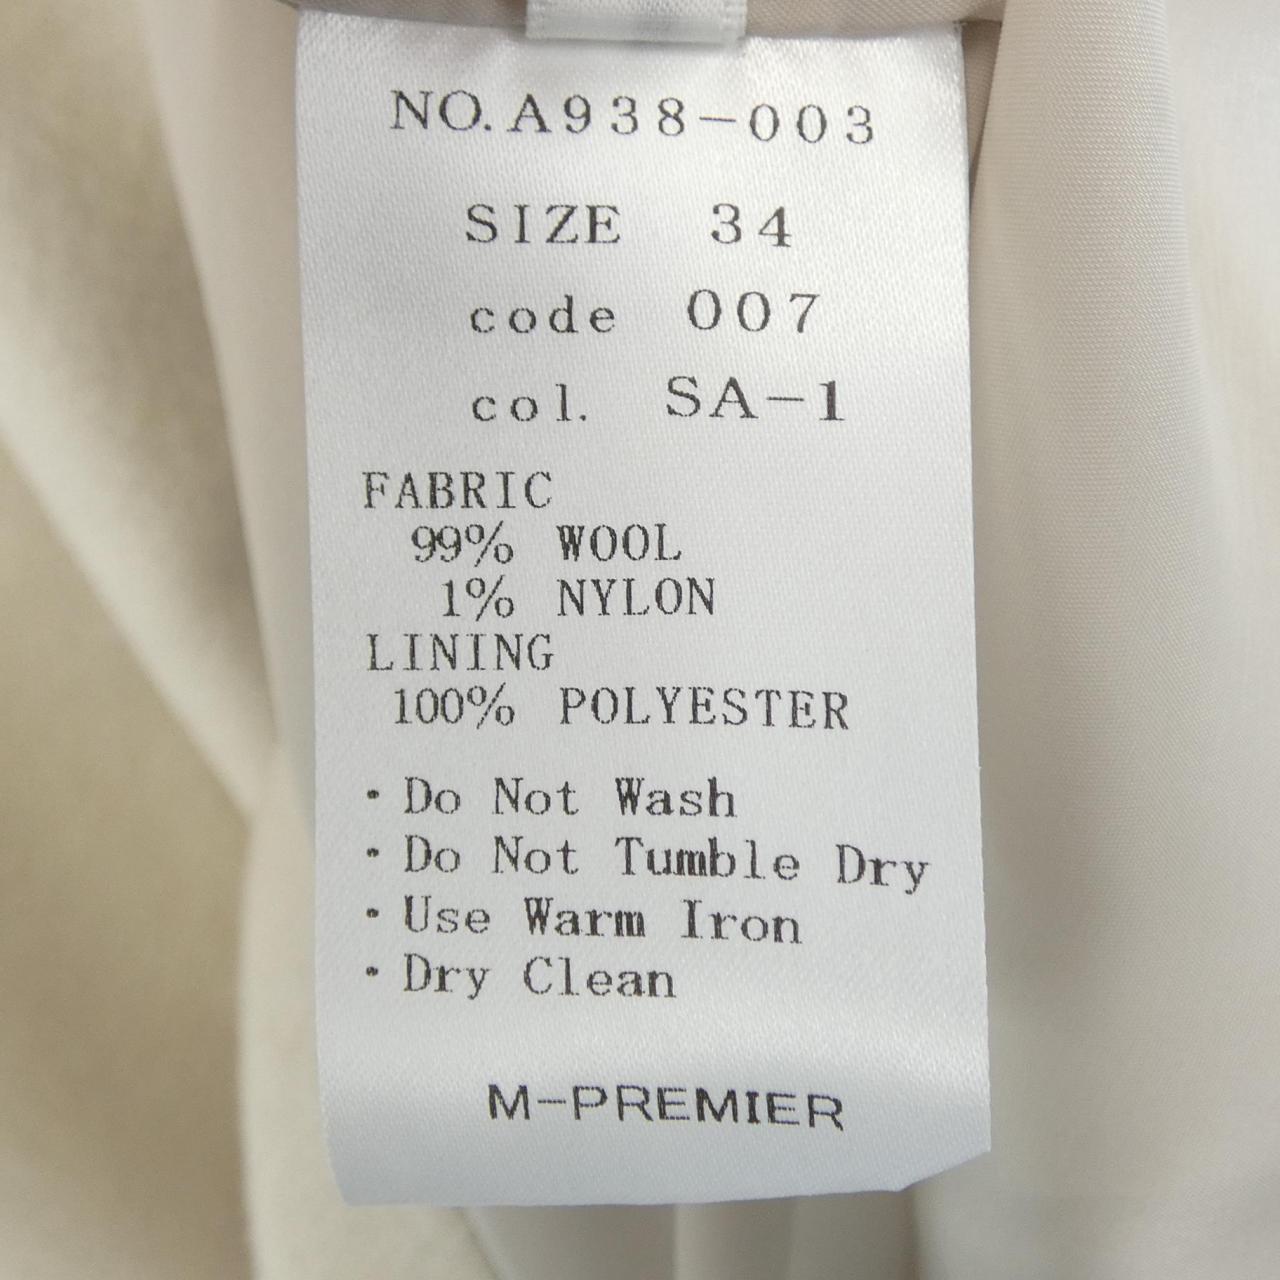 NO.A938-003
SIZE 34
code 007
col. SA-1
FABRIC
99% WOOL
1% NYLON
LINING
100% POLYESTER
・Do Not Wash
・Do Not Tumble Dry
・Use Warm Iron
・Dry Clean
M-PREMIER